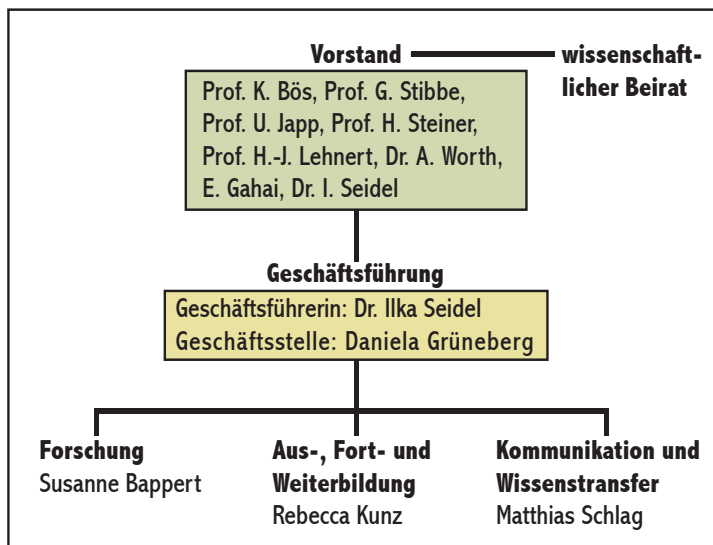 Vorstand
wissenschaft-
licher Beirat
Prof. K. Bös, Prof. G. Stibbe,
Prof. U. Japp, Prof. H. Steiner,
Prof. H.-J. Lehnert, Dr. A. Worth,
E. Gahai, Dr. I. Seidel
Geschäftsführung
Geschäftsführerin: Dr. Ilka Seidel
Geschäftsstelle: Daniela Grüneberg
Forschung
Susanne Bappert
Aus-, Fort- und
Weiterbildung
Rebecca Kunz
Kommunikation und
Wissenstransfer
Matthias Schlag